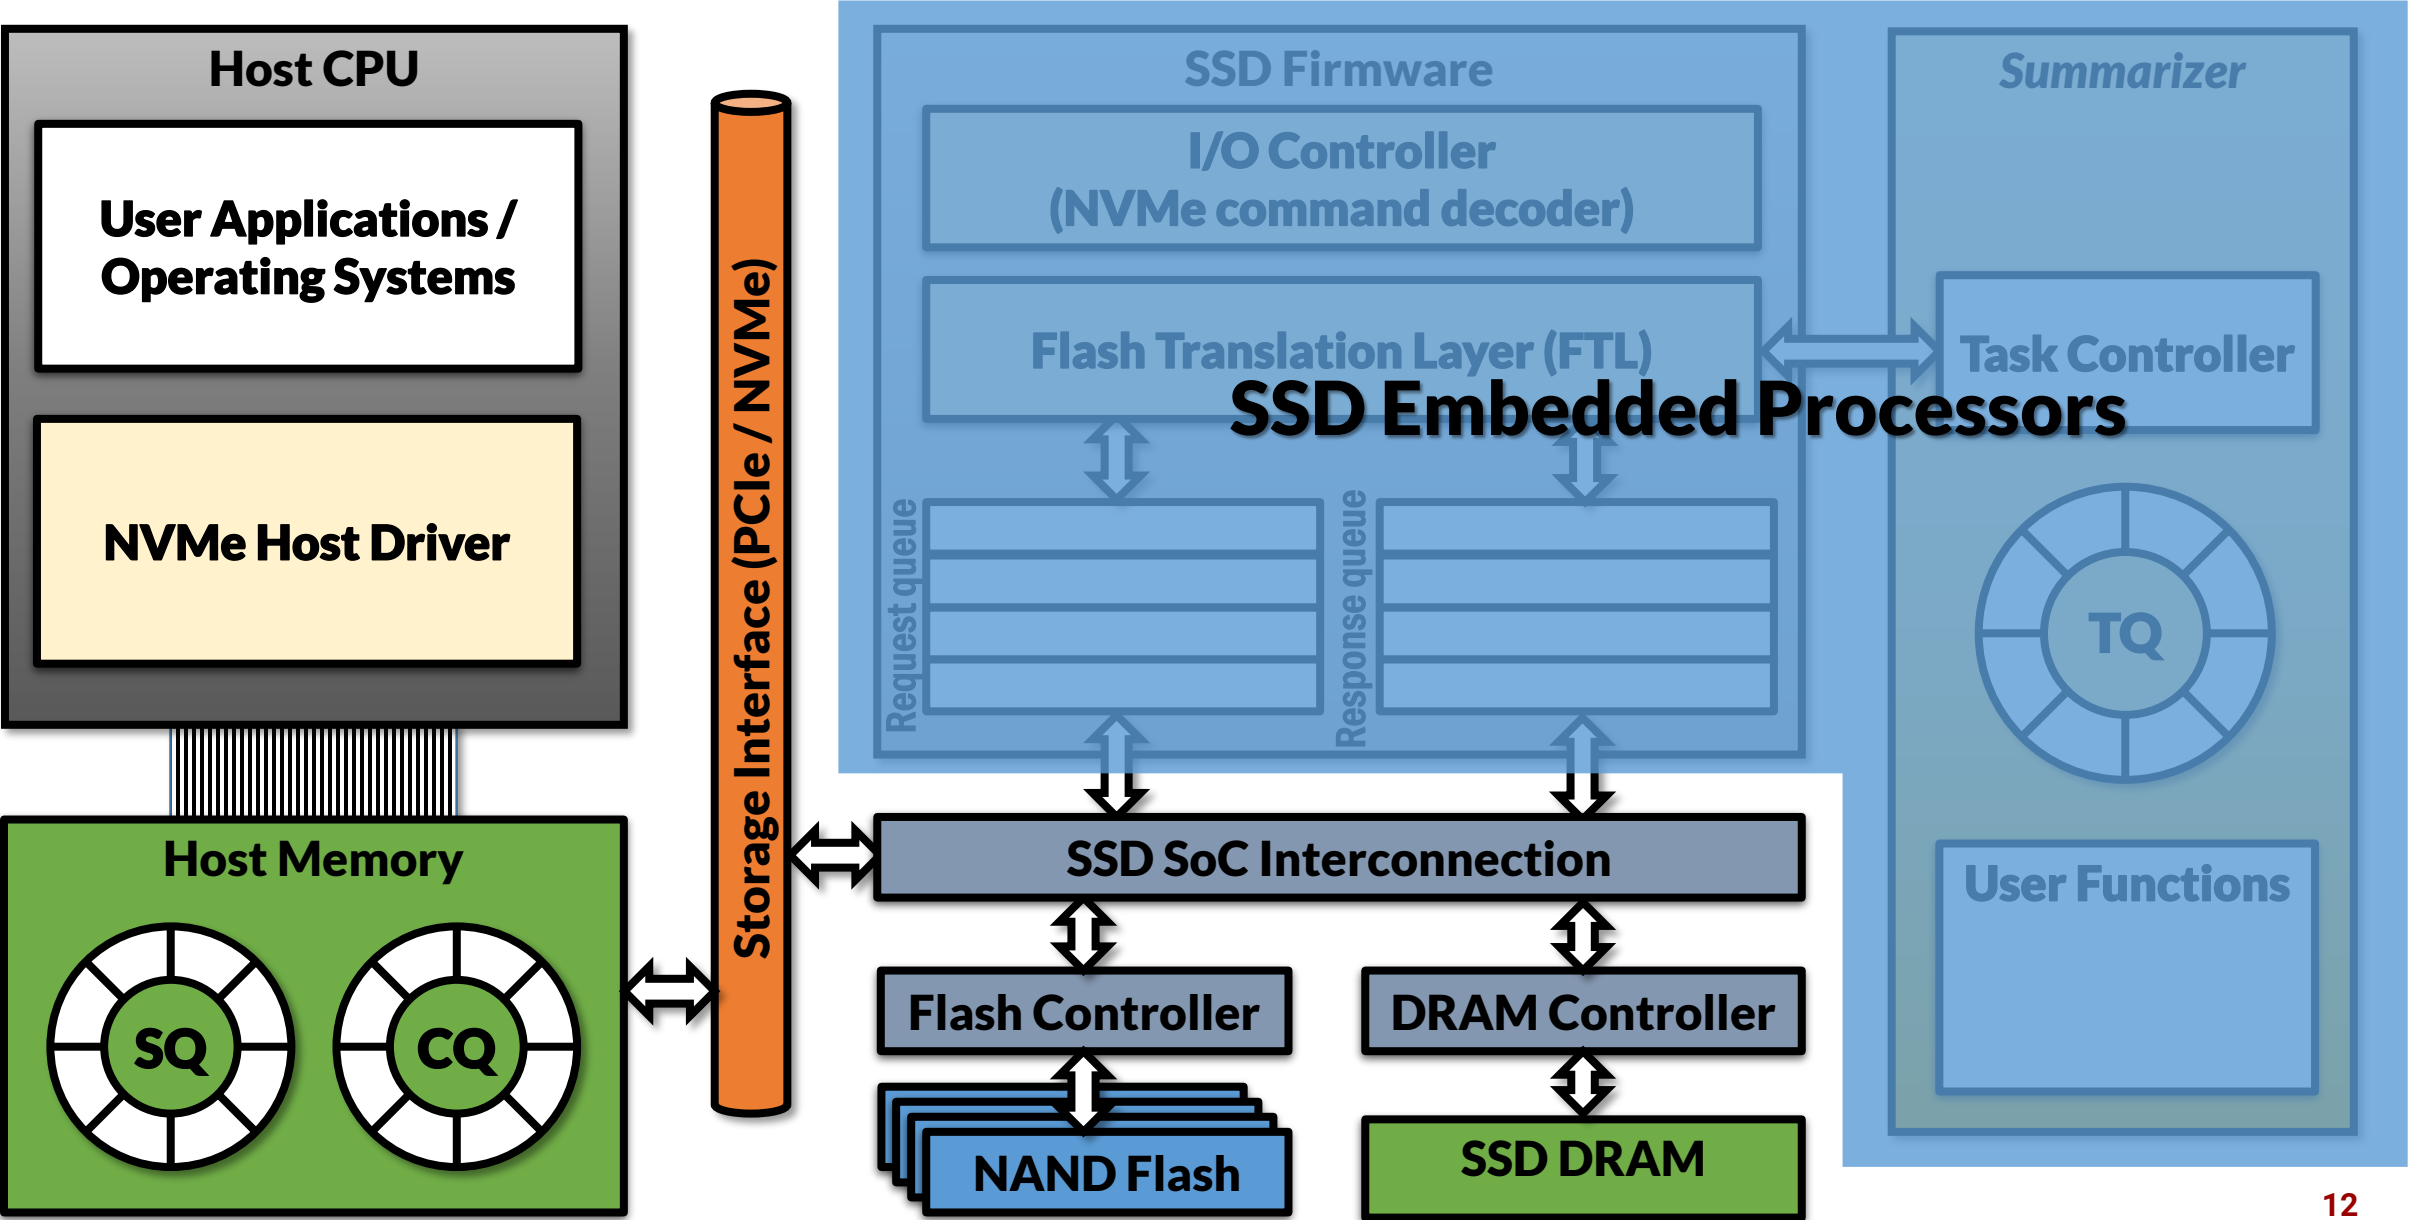 Host CPU
User Applications /
Operating Systems
NVMe Host Driver
Host Memory
SQ
CQ
Storage Interface (PCIe / NVMe)
SSD Firmware
I/O Controller
(NVMe command decoder)
Flash Translation Layer (FTL)
SSD Embedded Processors
Request queue
Response queue
Summarizer
Task Controller
TQ
User Functions
SSD SoC Interconnection
Flash Controller
DRAM Controller
NAND Flash
SSD DRAM
12